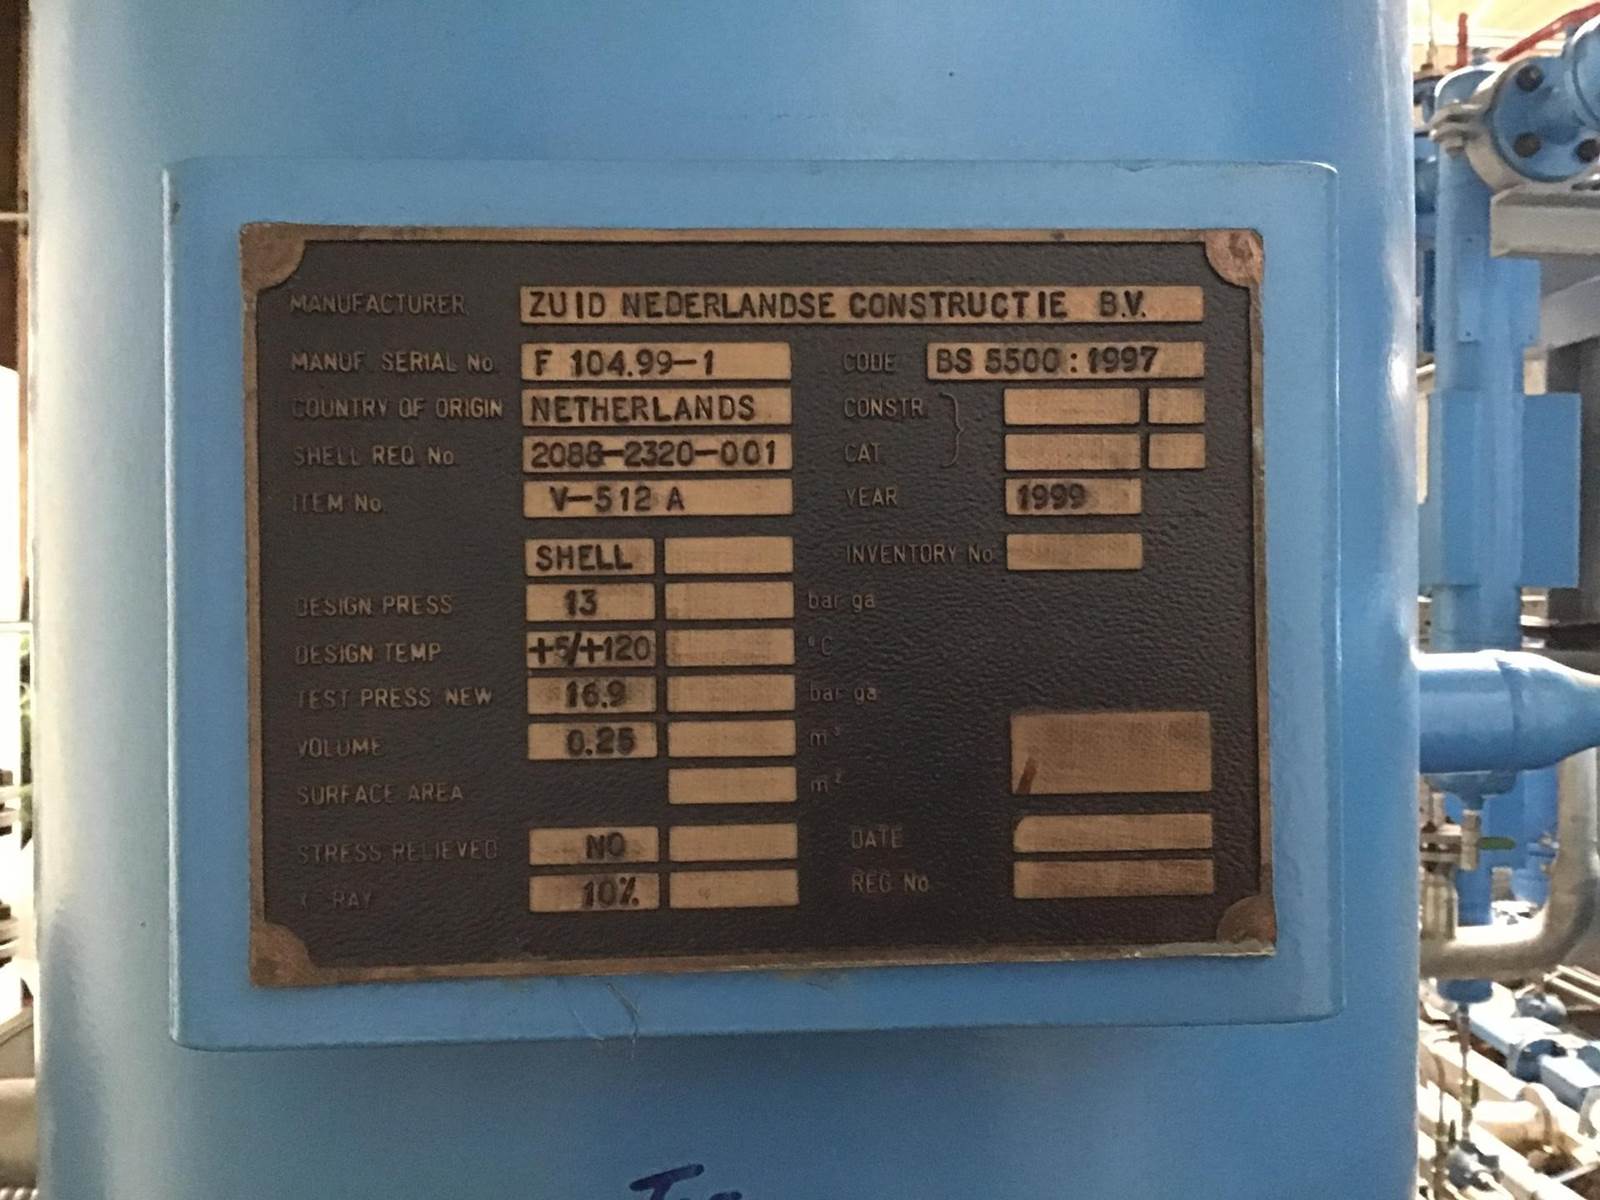 MANUFACTURER ZUID NEDERLANDSE CONSTRUCTIE B.V.
MANUF. SERIAL No. F 104.99-1 CODE BS 5500:1997
COUNTRY OF ORIGIN NETHERLANDS CONSTR.
SHELL REQ No. 2088-2320-001 CAT.
ITEM No. V-512 A YEAR 1999
SHELL INVENTORY No
DESIGN PRESS 13 bar ga
DESIGN TEMP +5/+120 °C
TEST PRESS NEW 16.9 bar ga
VOLUME 0.25 m³
SURFACE AREA m²
STRESS RELIEVED NO DATE
X-RAY 10% REG No